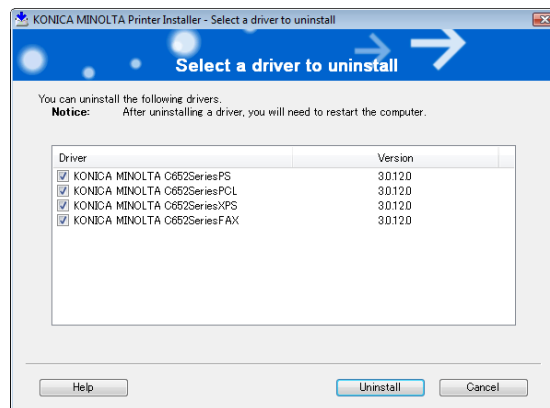 KONICA MINOLTA Printer Installer - Select a driver to uninstall
Select a driver to uninstall
You can uninstall the following drivers.
Notice: After uninstalling a driver, you will need to restart the computer.
Driver Version
KONICA MINOLTA C652SeriesPS 3.0.12.0
KONICA MINOLTA C652SeriesPCL 3.0.12.0
KONICA MINOLTA C652SeriesXPS 3.0.12.0
KONICA MINOLTA C652SeriesFAX 3.0.12.0
Help Uninstall Cancel